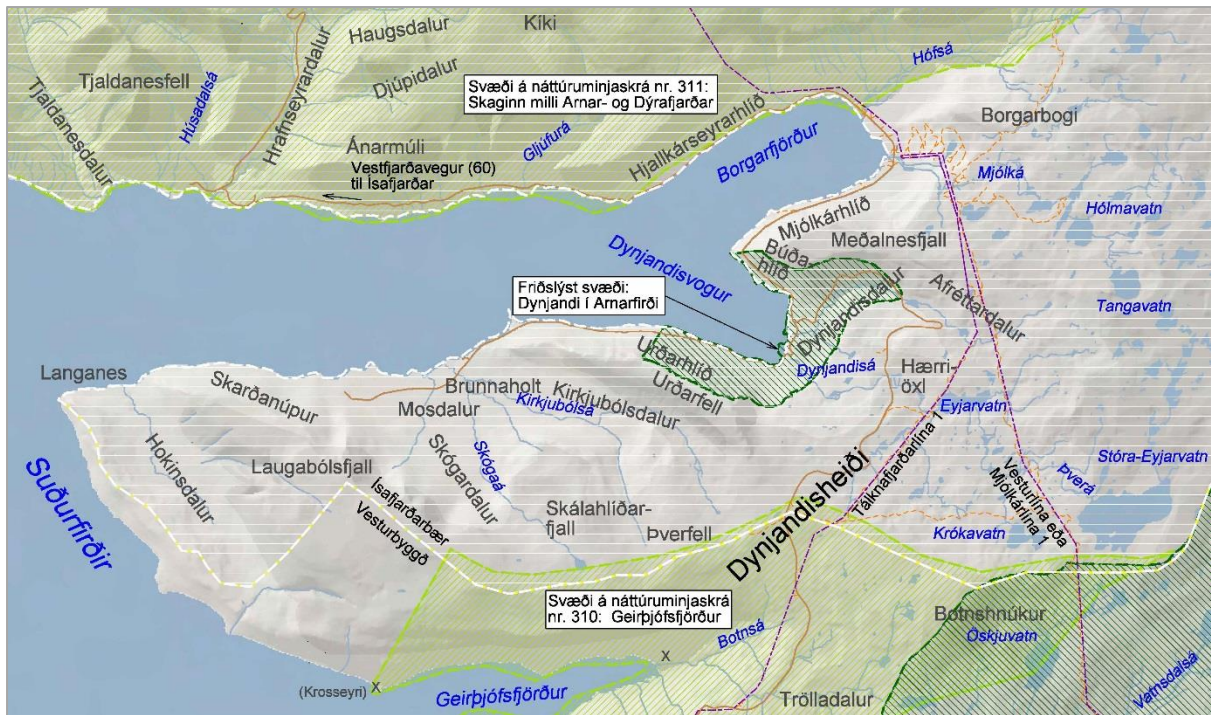 Haugsdalur
Kíki
Tjaldanesfell
Húsadalsá
Djúpidalur
Hrafnseyrardalur
Tjaldanesdalur
Svæði á náttúruminjaskrá nr. 311:
Skaginn milli Arnar- og Dýrafjarðar
Hófsá
Borgarbogi
Ánarmúli
Gljúfurá
Hjallkárseyrarhlíð
Borgarfjörður
Vestfjarðavegur (60)
til Ísafjarðar
Mjólká
Hólmavatn
Mjólkárhlíð
Meðalnesfjall
Búða
hlíð
Dynjandisvogur
Friðslýst svæði:
Dynjandi í Arnarfirði
Dynjandisdalur
Afréttardalur
Tangavatn
Urðarhlíð
Urðarfell
Dynjandisá
Hærri-
öxl
Langanes
Skarðanúpur
Brunnaholt
Mosdalur
Kirkjubólsá
Kirkjubólsdalur
Eyjarvatn
Hokinsdalur
Laugabólsfjall
Skógaá
Skógardalur
Suðurfirðir
Ísafjarðarbær
Vesturbyggð
Skálahlíðar-
fjall
Þverfell
Dynjandisheiði
Tálknafjarðarlína 1
Vesturlína eða
Mjólkárlína 1
Þverá
Stóra-Eyjarvatn
Krókavatn
Svæði á náttúruminjaskrá
nr. 310: Geirþjófsfjörður
Botnsá
Botnshnúkur
Öskjuvatn
X
(Krosseyri) X
Geirþjófsfjörður
Trölladalur
Vatnsdalsá